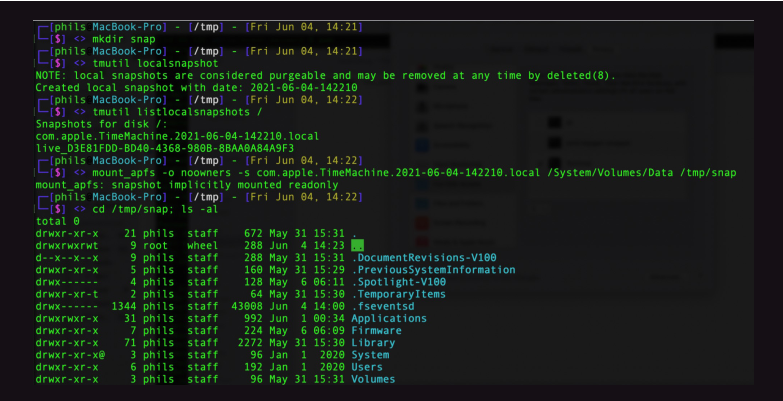 ┌─[phils MacBook-Pro] - [/tmp] - [Fri Jun 04, 14:21]
└─[$] <> mkdir snap
┌─[phils MacBook-Pro] - [/tmp] - [Fri Jun 04, 14:21]
└─[$] <> tmutil localsnapshot
NOTE: local snapshots are considered purgeable and may be removed at any time by deleted(8).
Created local snapshot with date: 2021-06-04-142210
┌─[phils MacBook-Pro] - [/tmp] - [Fri Jun 04, 14:22]
└─[$] <> tmutil listlocalsnapshots /
Snapshots for disk /:
com.apple.TimeMachine.2021-06-04-142210.local
live_D3E81FDD-BD40-4368-980B-8BAA0A84A9F3
┌─[phils MacBook-Pro] - [/tmp] - [Fri Jun 04, 14:22]
└─[$] <> mount_apfs -o noowners -s com.apple.TimeMachine.2021-06-04-142210.local /System/Volumes/Data /tmp/snap
mount_apfs: snapshot implicitly mounted readonly
┌─[phils MacBook-Pro] - [/tmp] - [Fri Jun 04, 14:22]
└─[$] <> cd /tmp/snap; ls -al
total 0
drwxr-xr-x 21 phils staff 672 May 31 15:31 .
drwxrwxrwt 9 root wheel 288 Jun 4 14:23 ..
d--x--x--x 9 phils staff 288 May 31 15:31 .DocumentRevisions-V100
drwxr-xr-x 5 phils staff 160 May 31 15:29 .PreviousSystemInformation
drwx------ 4 phils staff 128 May 6 06:11 .Spotlight-V100
drwxr-xr-t 2 phils staff 64 May 31 15:30 .TemporaryItems
drwx------ 1344 phils staff 43008 Jun 4 14:00 .fseventsd
drwxrwxr-x 31 phils staff 992 Jun 1 00:34 Applications
drwxr-xr-x 7 phils staff 224 May 6 06:09 Firmware
drwxr-xr-x 71 phils staff 2272 May 31 15:30 Library
drwxr-xr-x@ 3 phils staff 96 Jan 1 2020 System
drwxr-xr-x 6 phils staff 192 Jan 1 2020 Users
drwxr-xr-x 3 phils staff 96 May 31 15:31 Volumes